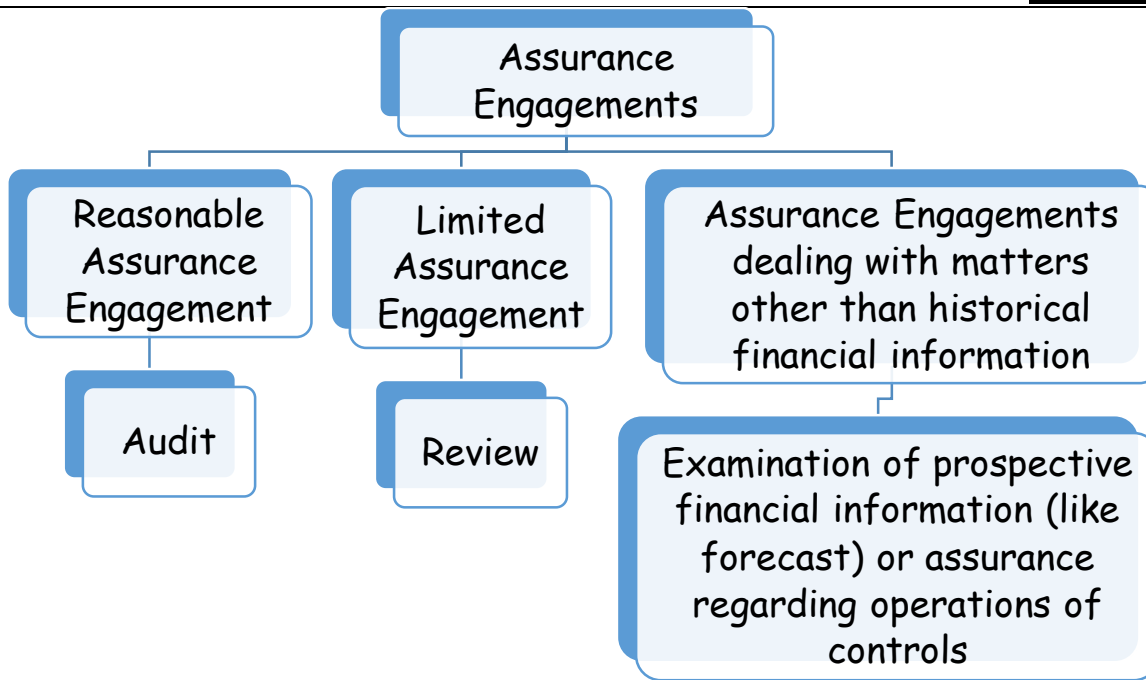 Assurance
Engagements
Reasonable
Assurance
Engagement
Audit
Limited
Assurance
Engagement
Review
Assurance Engagements
dealing with matters
other than historical
financial information
Examination of prospective
financial information (like
forecast) or assurance
regarding operations of
controls